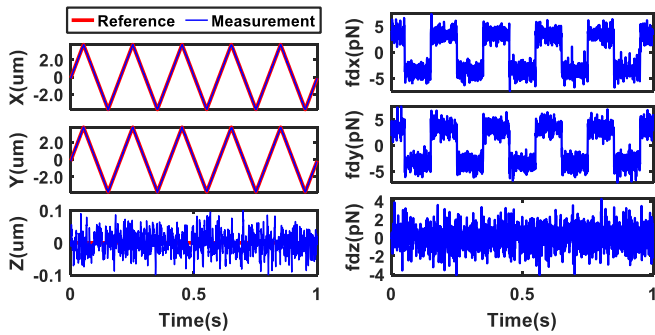 Reference Measurement
X(um)
2.0
0
-2.0
Y(um)
2.0
0
-2.0
Z(um)
0.1
0
-0.1
0 0.5 1
Time(s)
fdx(pN)
5
0
-5
fdy(pN)
5
0
-5
fdz(pN)
4
2
0
-2
-4
0 0.5 1
Time(s)